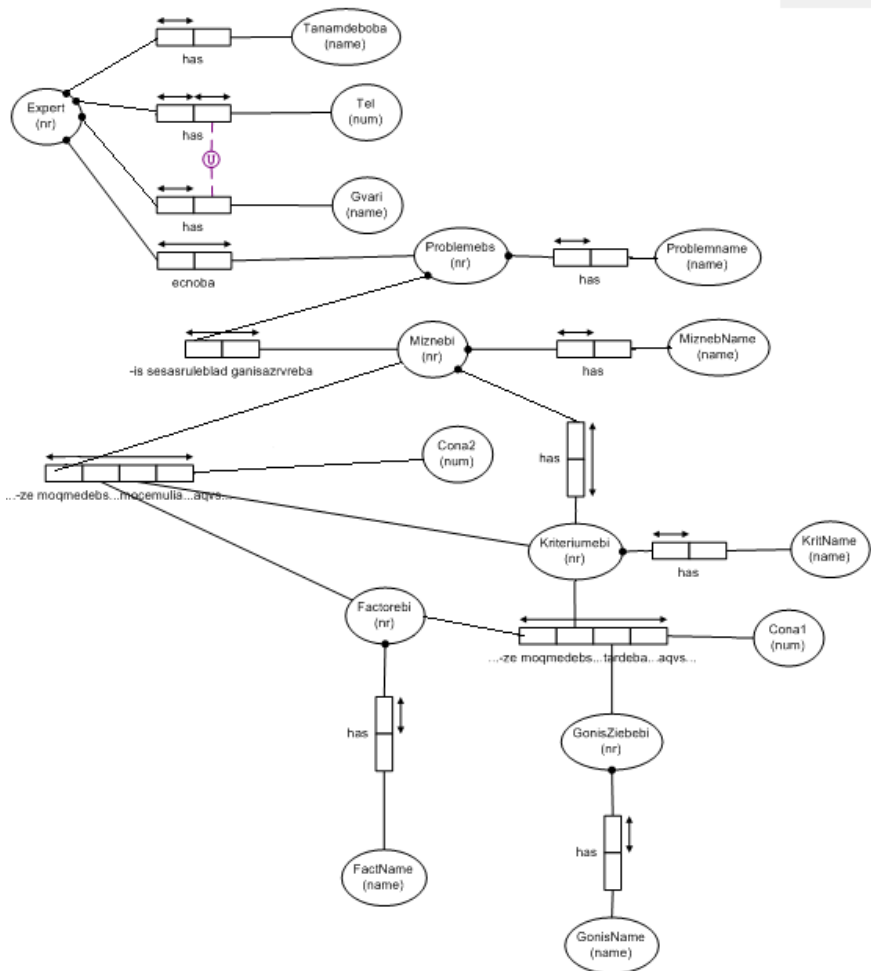 Tanamdeboba
(name)
has
Expert
(nr)
Tel
(num)
has
U
Gvari
(name)
has
Problemebs
(nr)
Problemname
(name)
ecnoba
has
Miznebi
(nr)
MiznebName
(name)
-is sesasruleblad ganisazrvreba
has
Cona2
(num)
has
...-ze moqmedebs...mocemulia...aqvs...
Kriteriumebi
(nr)
KritName
(name)
has
Factorebi
(nr)
Cona1
(num)
...-ze moqmedebs...tardeba...aqvs...
has
GonisZiebebi
(nr)
has
FactName
(name)
GonisName
(name)